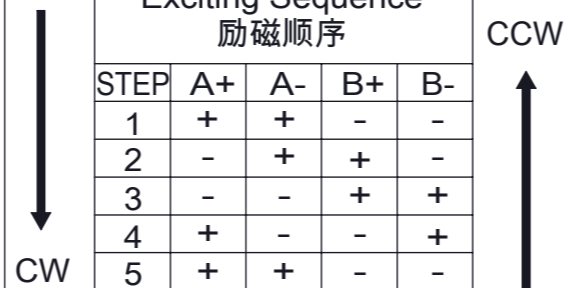 Exciting Sequence
励磁顺序
CCW
STEP A+ A- B+ B-
1 + + - -
2 - + + -
3 - - + +
4 + - - +
CW
5 + + - -